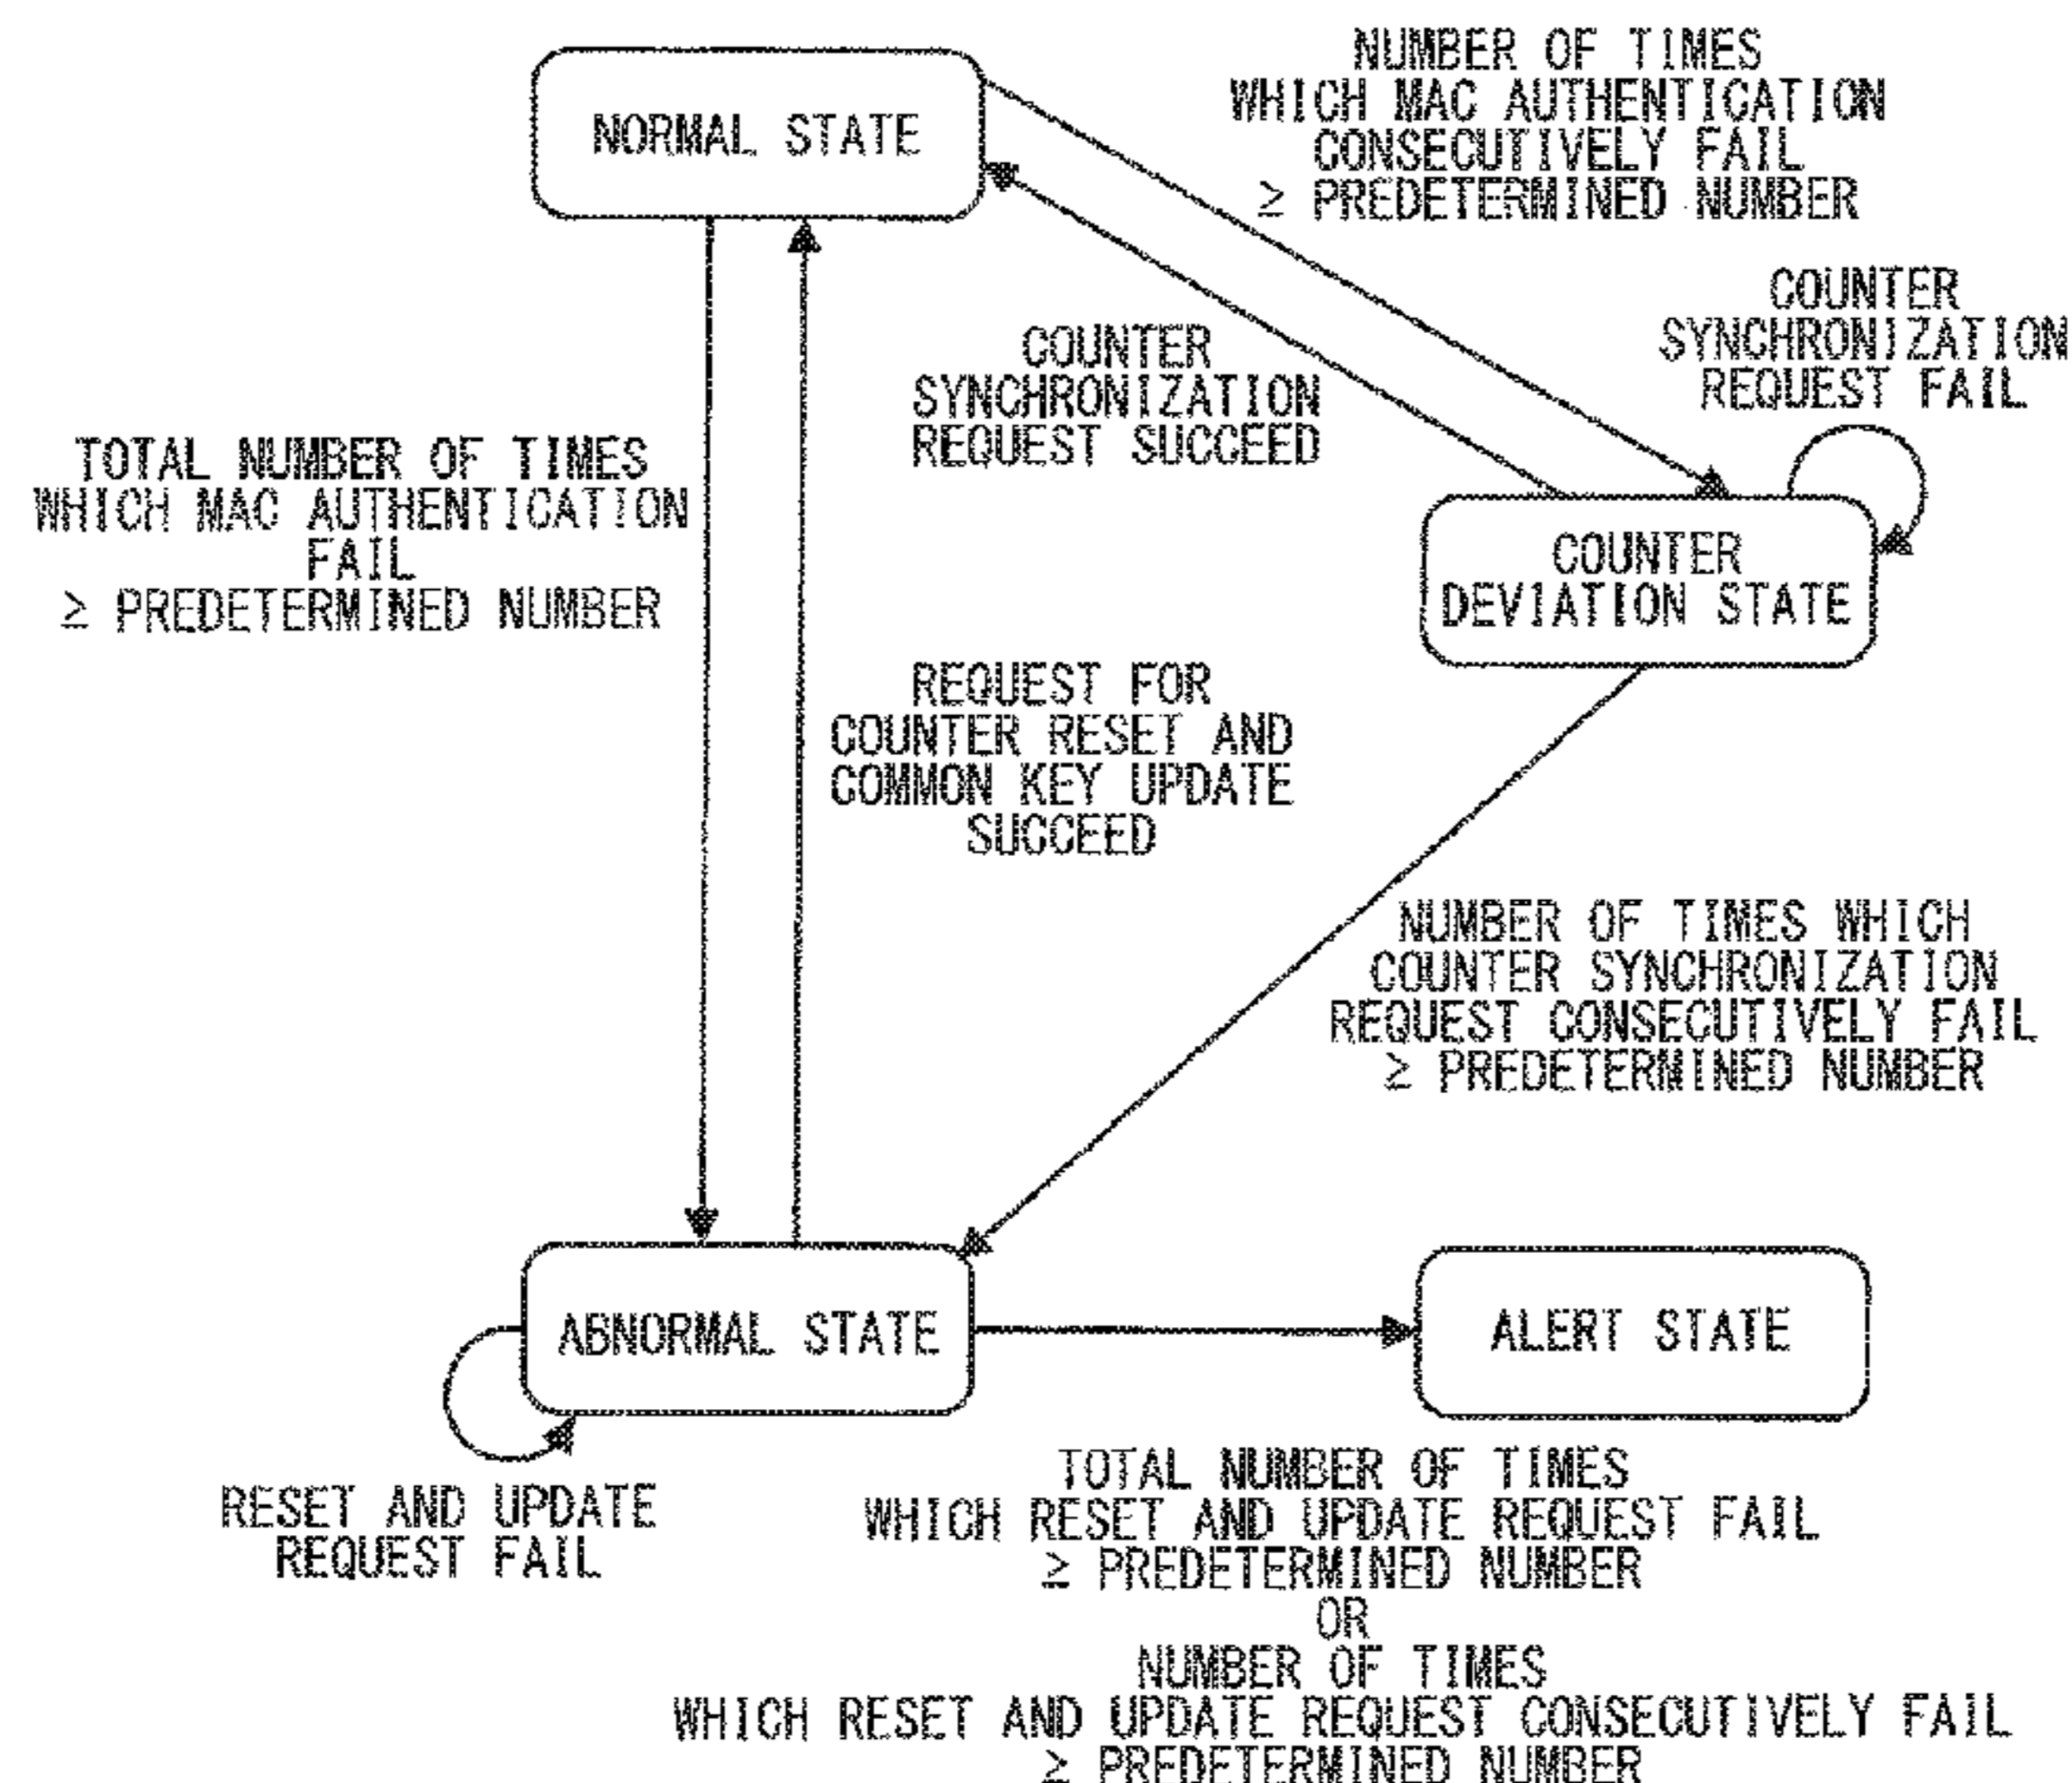 NORMAL STATE
NUMBER OF TIMES
WHICH MAC AUTHENTICATION
CONSECUTIVELY FAIL
≥ PREDETERMINED NUMBER
COUNTER
SYNCHRONIZATION
REQUEST FAIL
COUNTER
SYNCHRONIZATION
REQUEST SUCCEED
TOTAL NUMBER OF TIMES
WHICH MAC AUTHENTICATION
FAIL
≥ PREDETERMINED NUMBER
COUNTER
DEVIATION STATE
REQUEST FOR
COUNTER RESET AND
COMMON KEY UPDATE
SUCCEED
NUMBER OF TIMES WHICH
COUNTER SYNCHRONIZATION
REQUEST CONSECUTIVELY FAIL
≥ PREDETERMINED NUMBER
ABNORMAL STATE
ALERT STATE
RESET AND UPDATE
REQUEST FAIL
TOTAL NUMBER OF TIMES
WHICH RESET AND UPDATE REQUEST FAIL
≥ PREDETERMINED NUMBER
OR
NUMBER OF TIMES
WHICH RESET AND UPDATE REQUEST CONSECUTIVELY FAIL
≥ PREDETERMINED NUMBER